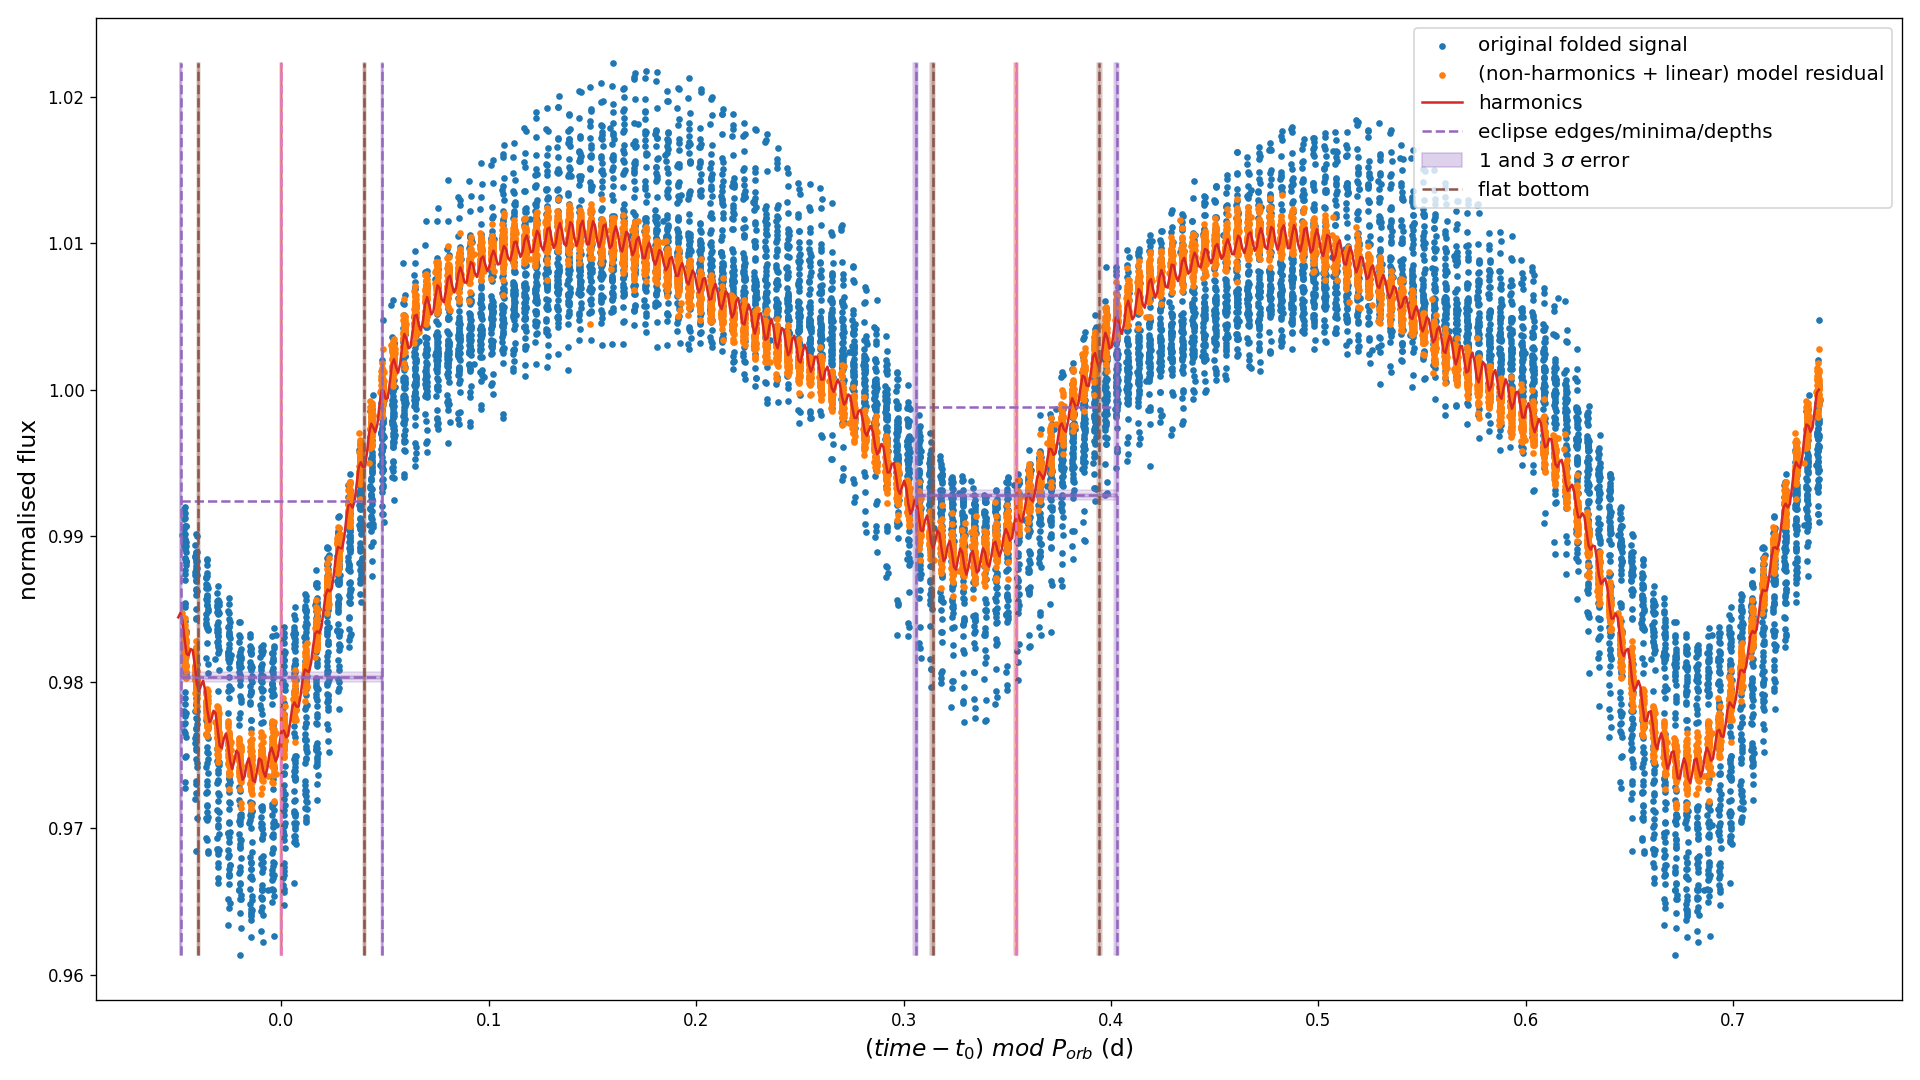 original folded signal
(non-harmonics + linear) model residual
harmonics
eclipse edges/minima/depths
1 and 3 σ error
flat bottom
normalised flux
1.02
1.01
1.00
0.99
0.98
0.97
0.96
0.0 0.1 0.2 0.3 0.4 0.5 0.6 0.7
(time − t₀) mod P_orb (d)